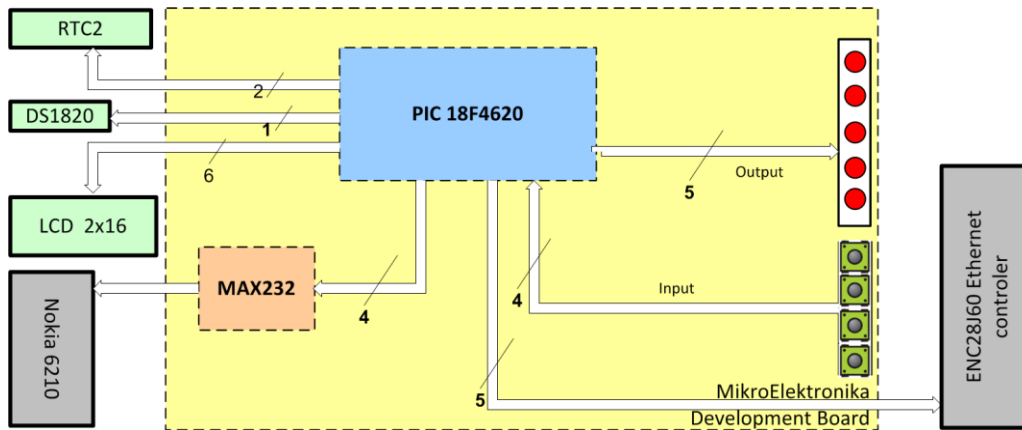 RTC2
2
DS1820
1
PIC 18F4620
6
LCD  2x16
5
Output
MAX232
4
4
Input
Nokia 6210
5
MikroElektronika
Development Board
ENC28J60 Ethernet
controler